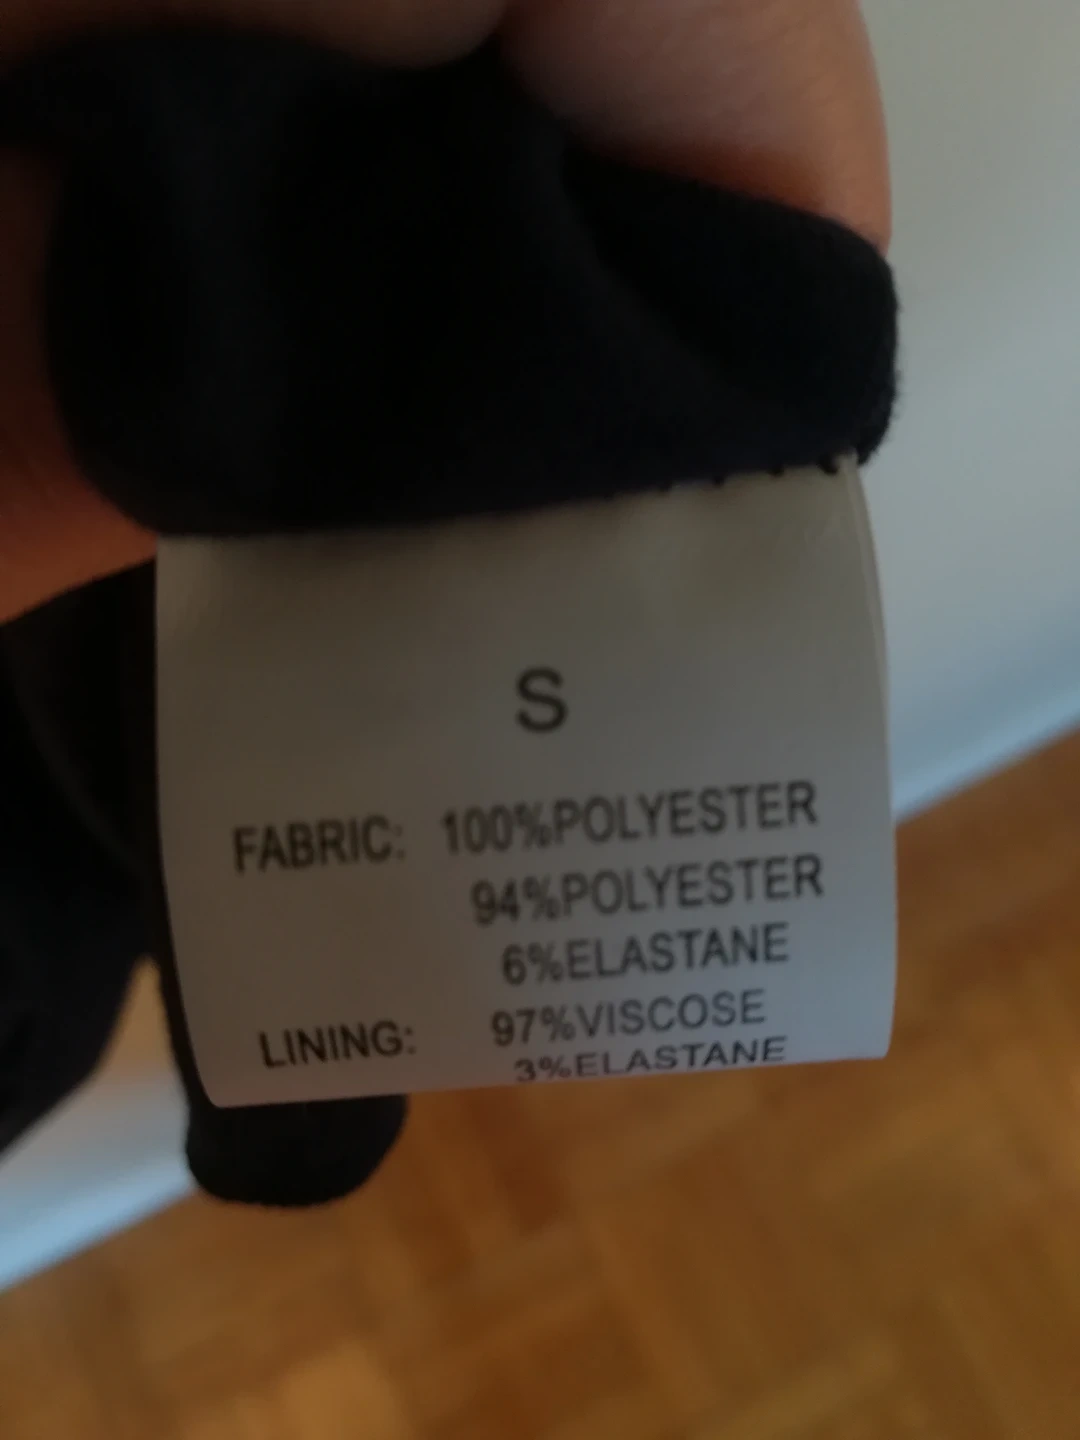 S
FABRIC: 100%POLYESTER
94%POLYESTER
6%ELASTANE
LINING: 97%VISCOSE
3%ELASTANE